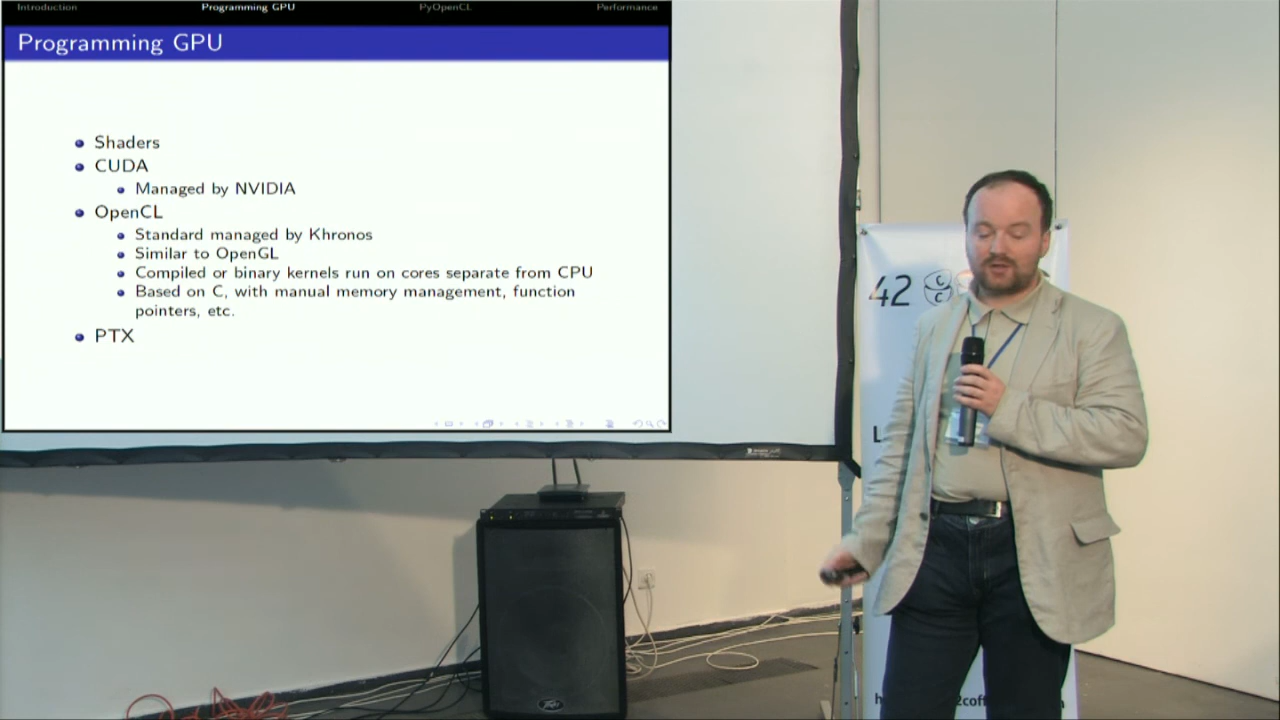 Introduction
Programming GPU
PyOpenCL
Performance
Programming GPU
Shaders
CUDA
Managed by NVIDIA
OpenCL
Standard managed by Khronos
Similar to OpenGL
Compiled or binary kernels run on cores separate from CPU
Based on C, with manual memory management, function
pointers, etc.
PTX
42
C
C
L
PEAVEY